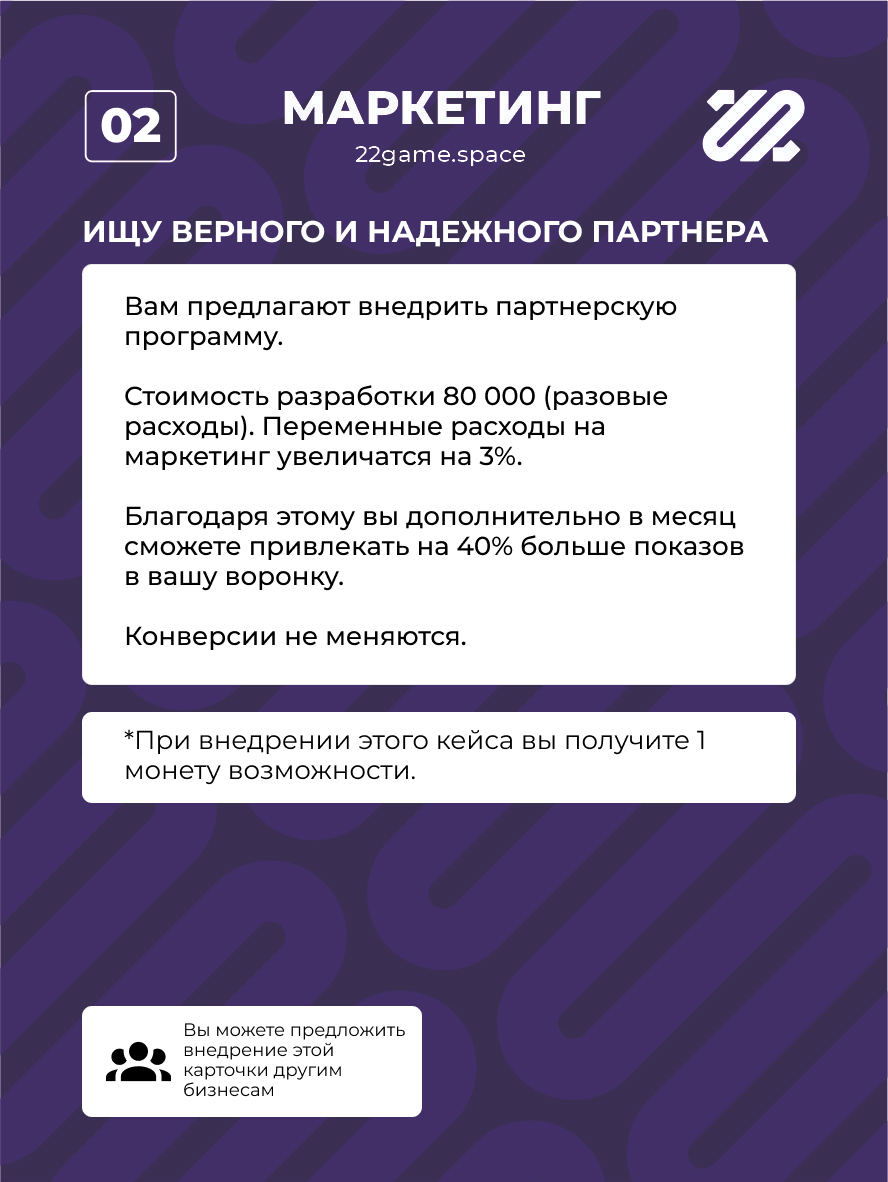 02
МАРКЕТИНГ
22game.space
ИЩУ ВЕРНОГО И НАДЕЖНОГО ПАРТНЕРА
Вам предлагают внедрить партнерскую
программу.
Стоимость разработки 80 000 (разовые
расходы). Переменные расходы на
маркетинг увеличатся на 3%.
Благодаря этому вы дополнительно в месяц
сможете привлекать на 40% больше показов
в вашу воронку.
Конверсии не меняются.
*При внедрении этого кейса вы получите 1
монету возможности.
Вы можете предложить
внедрение этой
карточки другим
бизнесам